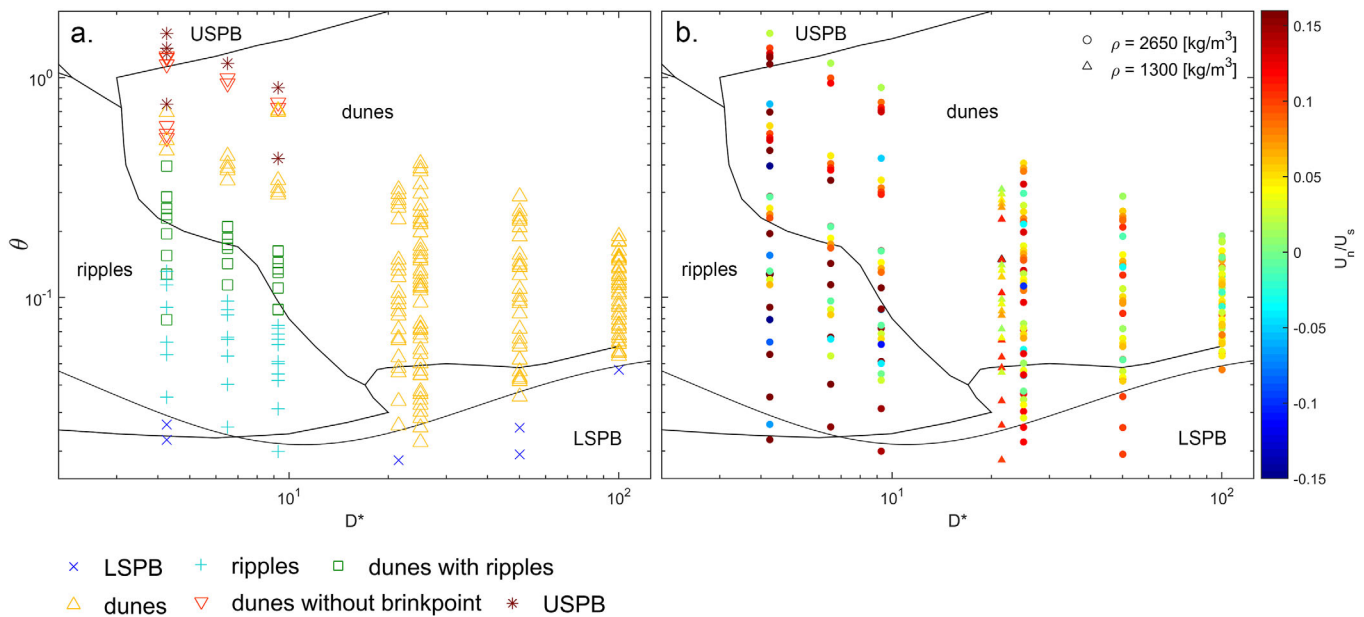 a.
USPB
dunes
ripples
LSPB
10⁰
10⁻¹
θ
10¹
10²
D*
b.
USPB
ρ = 2650 [kg/m³]
ρ = 1300 [kg/m³]
dunes
ripples
LSPB
10¹
10²
D*
0.15
0.1
0.05
0
-0.05
-0.1
-0.15
Uₙ/Uₛ
LSPB ripples dunes with ripples
dunes dunes without brinkpoint USPB